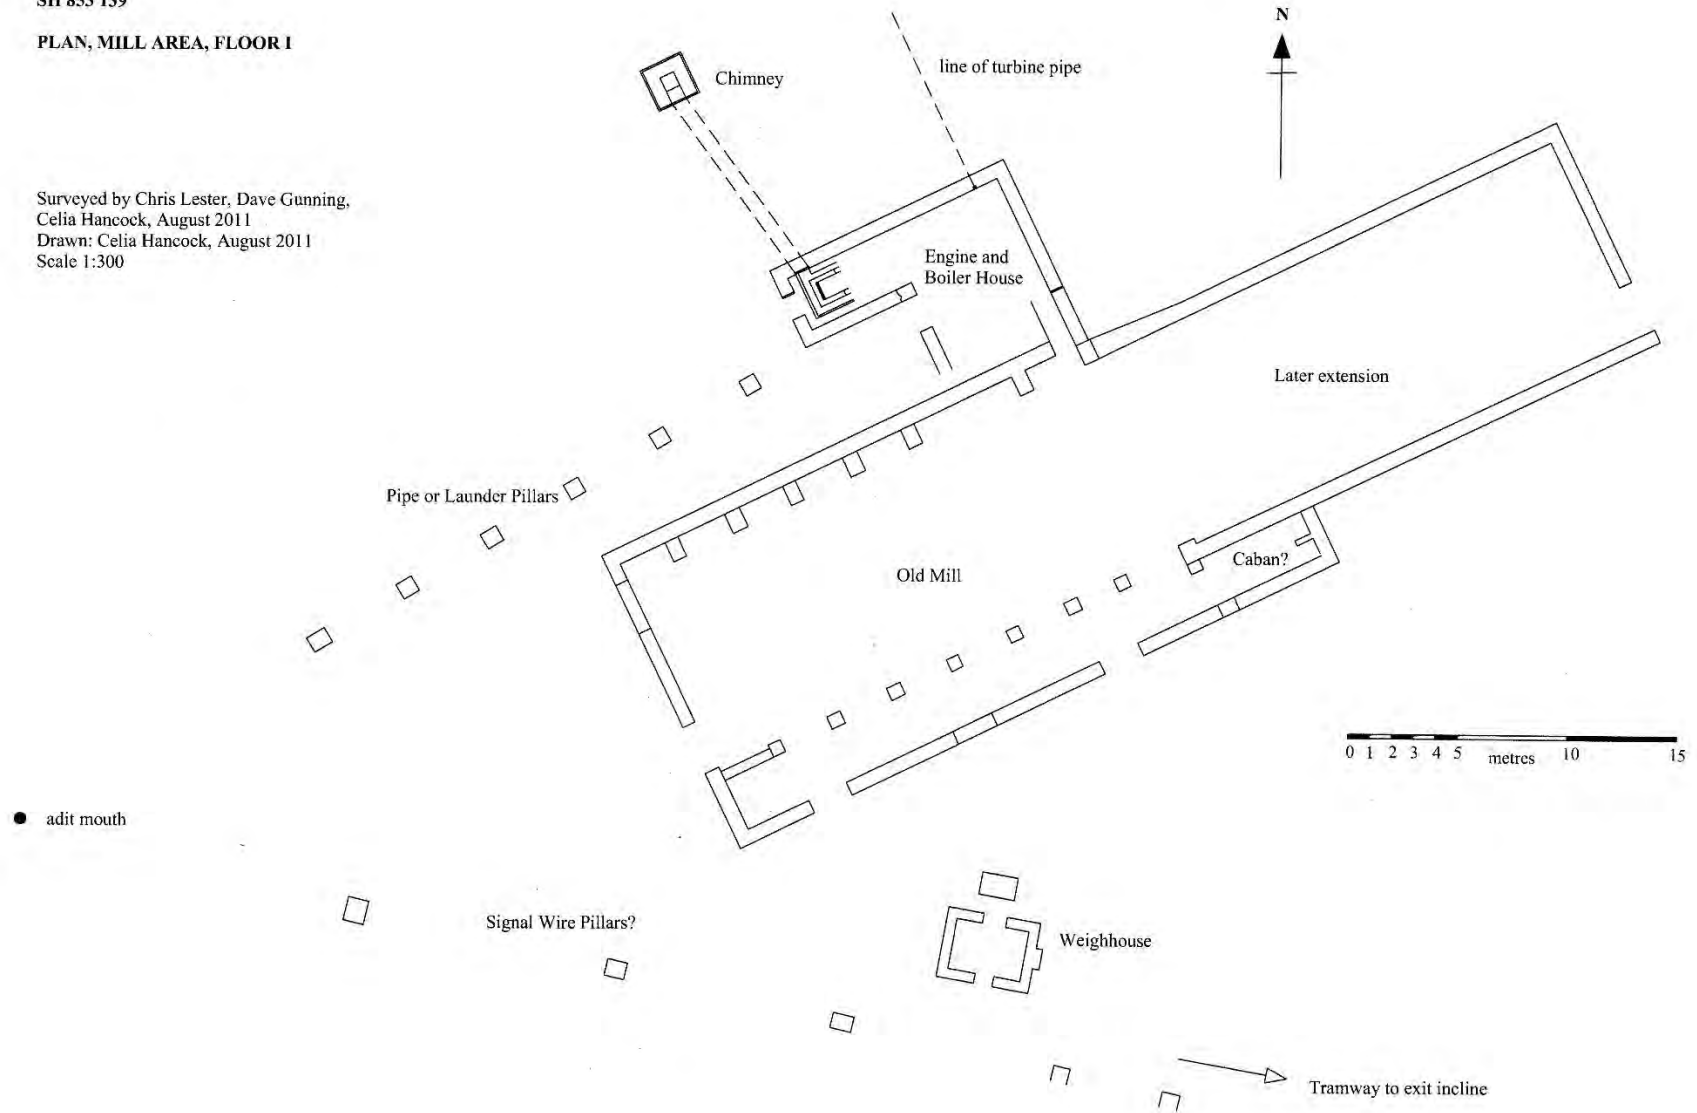 PLAN, MILL AREA, FLOOR I
N
Chimney
line of turbine pipe
Surveyed by Chris Lester, Dave Gunning,
Celia Hancock, August 2011
Drawn: Celia Hancock, August 2011
Scale 1:300
Engine and
Boiler House
Later extension
Pipe or Launder Pillars
Old Mill
Caban?
0 1 2 3 4 5 metres 10 15
adit mouth
Signal Wire Pillars?
Weighhouse
Tramway to exit incline